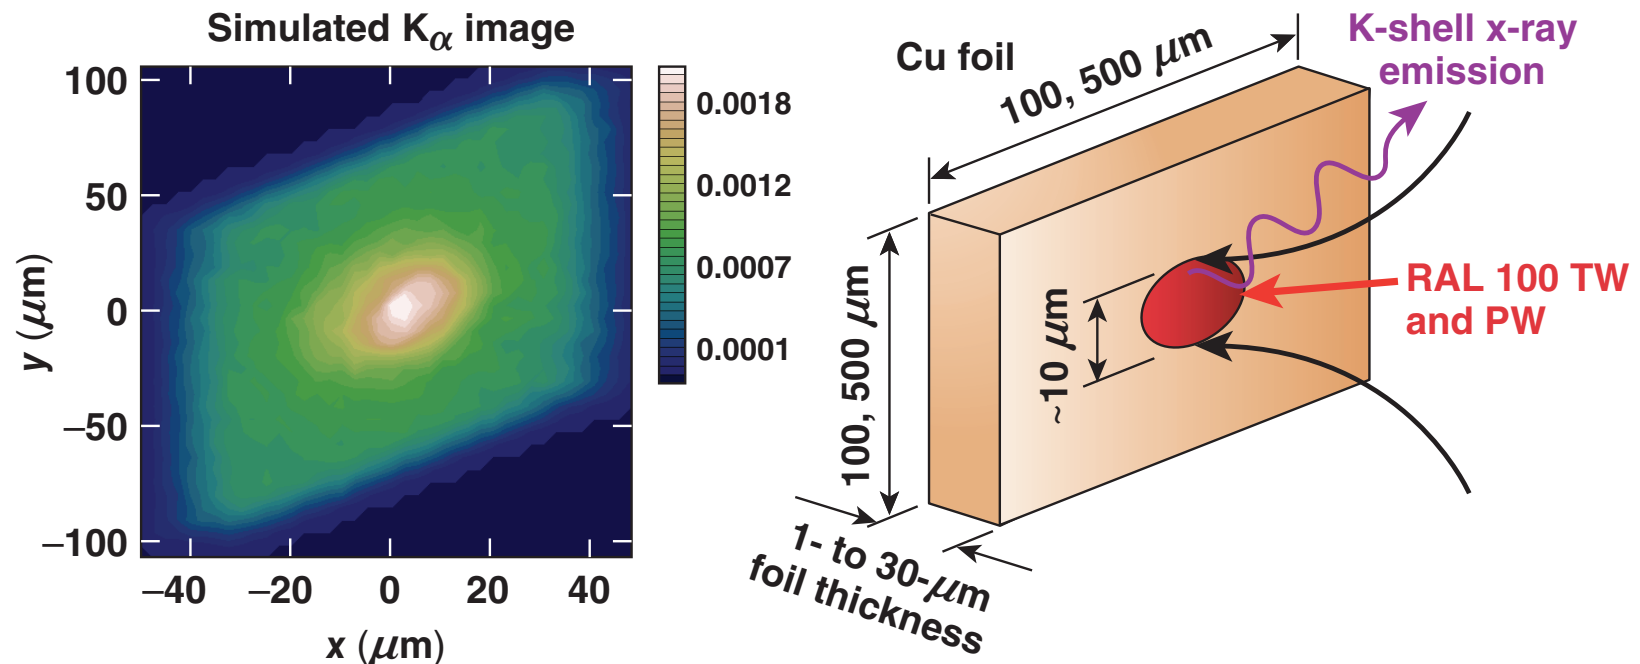 Simulated Kα image
100
50
0
−50
−100
y (μm)
−40 −20 0 20 40
x (μm)
0.0018
0.0012
0.0007
0.0001
Cu foil
100, 500 μm
K-shell x-ray
emission
RAL 100 TW
and PW
~10 μm
100, 500 μm
1- to 30-μm
foil thickness